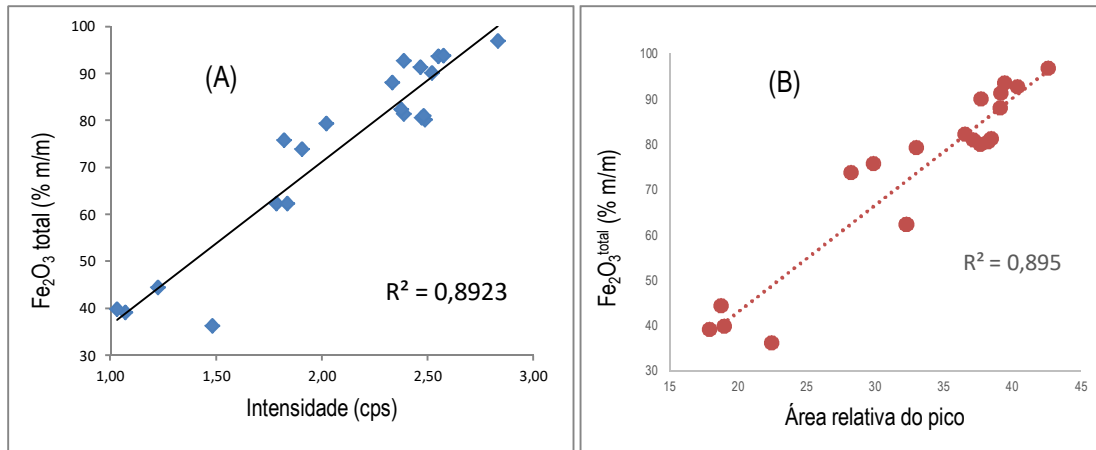 (A)
Fe₂O₃ total (% m/m)
100
90
80
70
60
50
40
30
R² = 0,8923
1,00 1,50 2,00 2,50 3,00
Intensidade (cps)
(B)
Fe₂O₃ᵗᵒᵗᵃˡ (% m/m)
100
90
80
70
60
50
40
30
R² = 0,895
15 20 25 30 35 40 45
Área relativa do pico